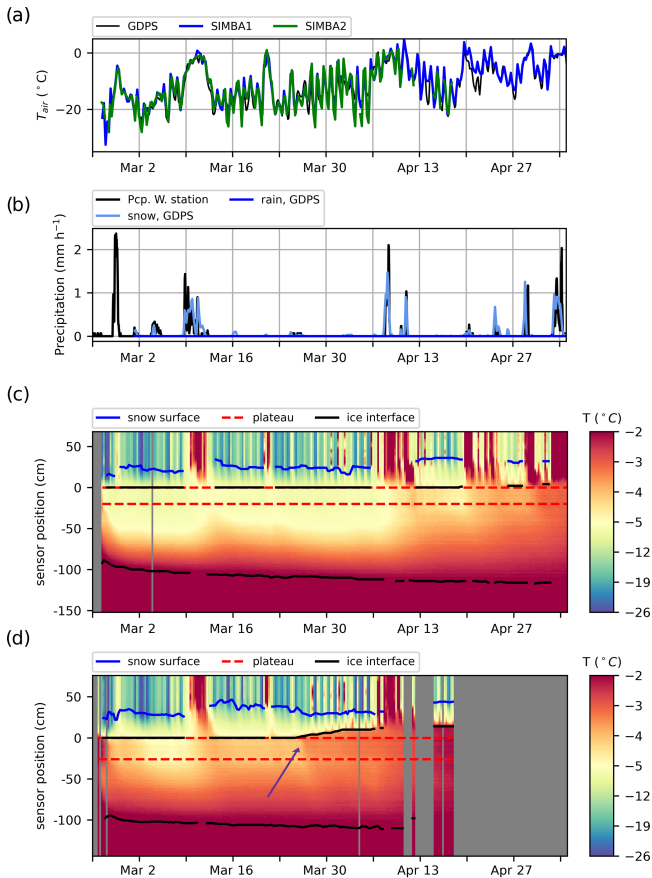 (a)
GDPS SIMBA1 SIMBA2
T_air (°C)
0
−20
Mar 2 Mar 16 Mar 30 Apr 13 Apr 27
(b)
Pcp. W. station rain, GDPS
snow, GDPS
Precipitation (mm h⁻¹)
2
1
0
Mar 2 Mar 16 Mar 30 Apr 13 Apr 27
(c)
snow surface plateau ice interface
T (°C)
sensor position (cm)
50
0
-50
-100
-150
−2
−5
−7
−10
−12
−19
−26
Mar 2 Mar 16 Mar 30 Apr 13 Apr 27
(d)
snow surface plateau ice interface
T (°C)
sensor position (cm)
50
0
-50
-100
−2
−5
−7
−10
−12
−19
−26
Mar 2 Mar 16 Mar 30 Apr 13 Apr 27